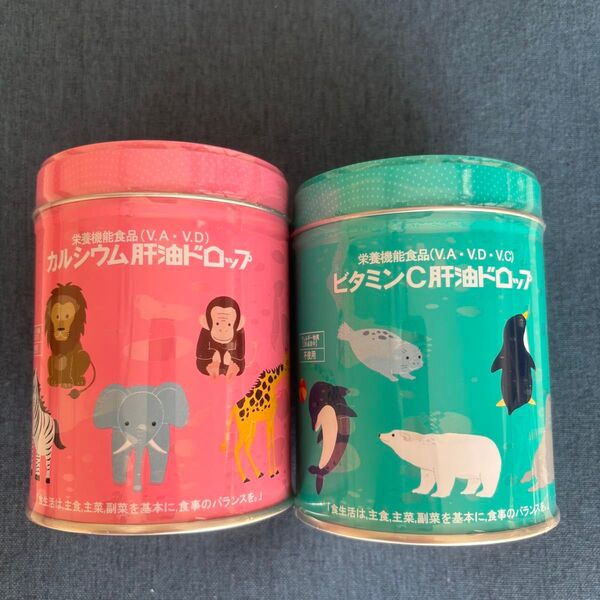 栄養機能食品(V.A・V.D)
カルシウム肝油ドロップ
「食生活は,主食,主菜,副菜を基本に,食事のバランスを。」
栄養機能食品(V.A・V.D・V.C)
ビタミンC肝油ドロップ
不使用
「食生活は,主食,主菜,副菜を基本に,食事のバランスを。」